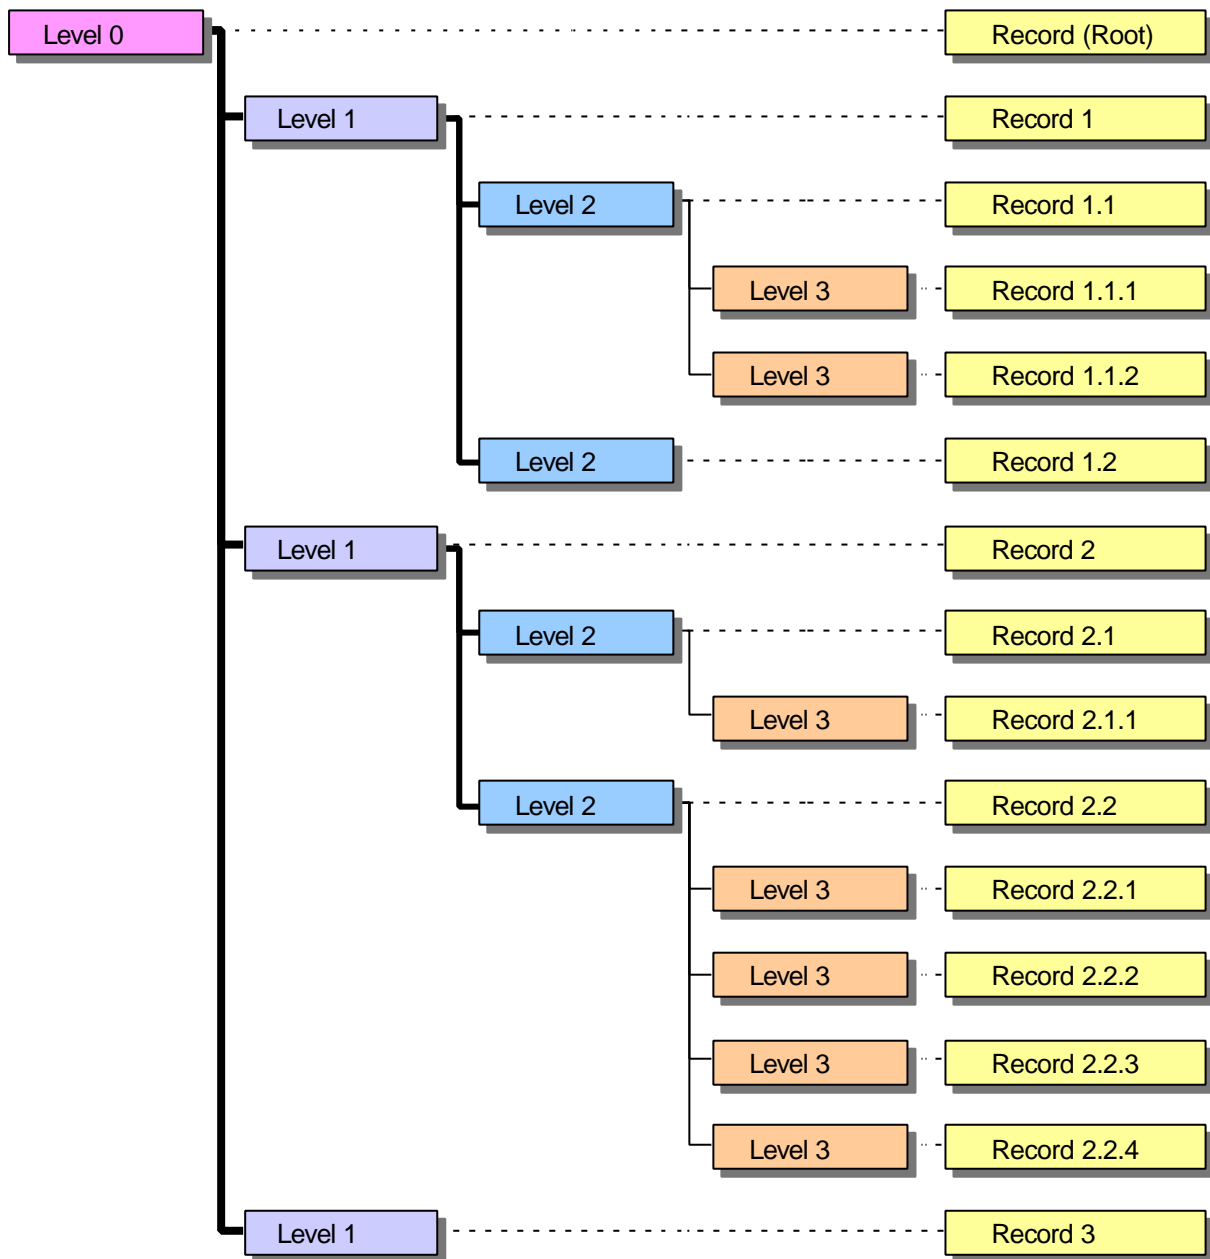 Level 0 Record (Root)
Level 1 Record 1
Level 2 Record 1.1
Level 3 Record 1.1.1
Level 3 Record 1.1.2
Level 2 Record 1.2
Level 1 Record 2
Level 2 Record 2.1
Level 3 Record 2.1.1
Level 2 Record 2.2
Level 3 Record 2.2.1
Level 3 Record 2.2.2
Level 3 Record 2.2.3
Level 3 Record 2.2.4
Level 1 Record 3